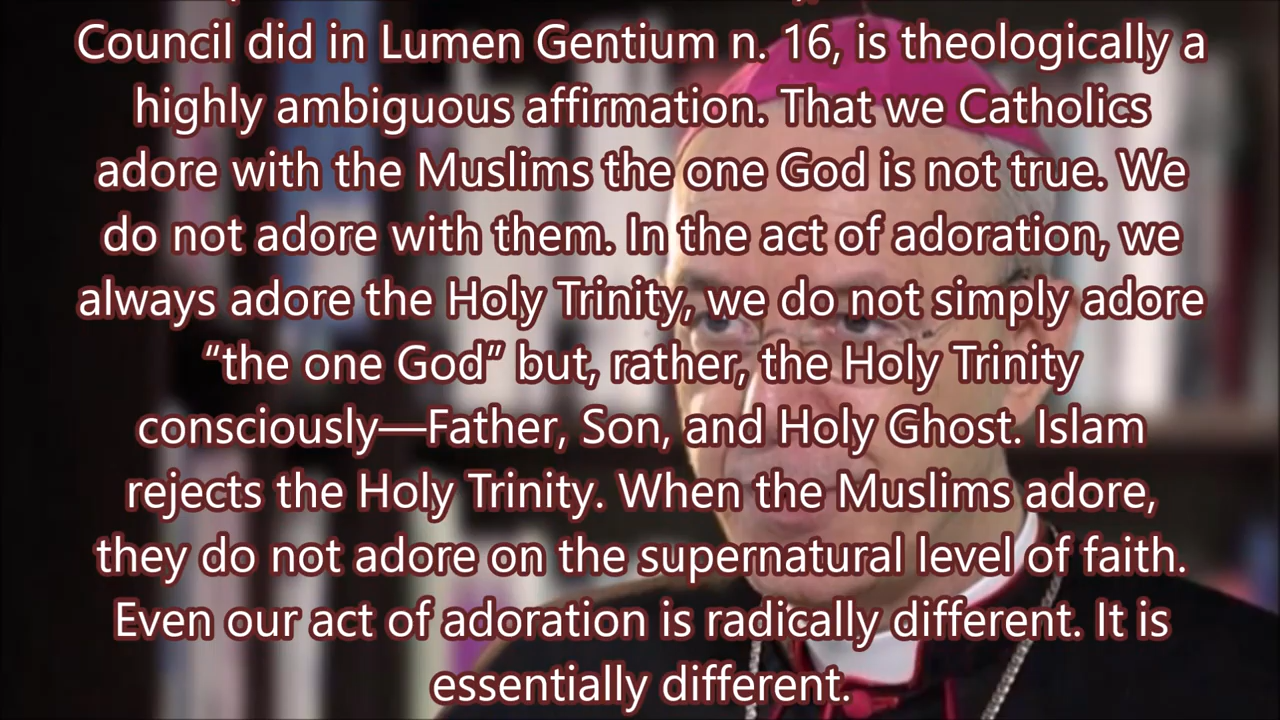 Council did in Lumen Gentium n. 16, is theologically a
highly ambiguous affirmation. That we Catholics
adore with the Muslims the one God is not true. We
do not adore with them. In the act of adoration, we
always adore the Holy Trinity, we do not simply adore
“the one God” but, rather, the Holy Trinity
consciously—Father, Son, and Holy Ghost. Islam
rejects the Holy Trinity. When the Muslims adore,
they do not adore on the supernatural level of faith.
Even our act of adoration is radically different. It is
essentially different.